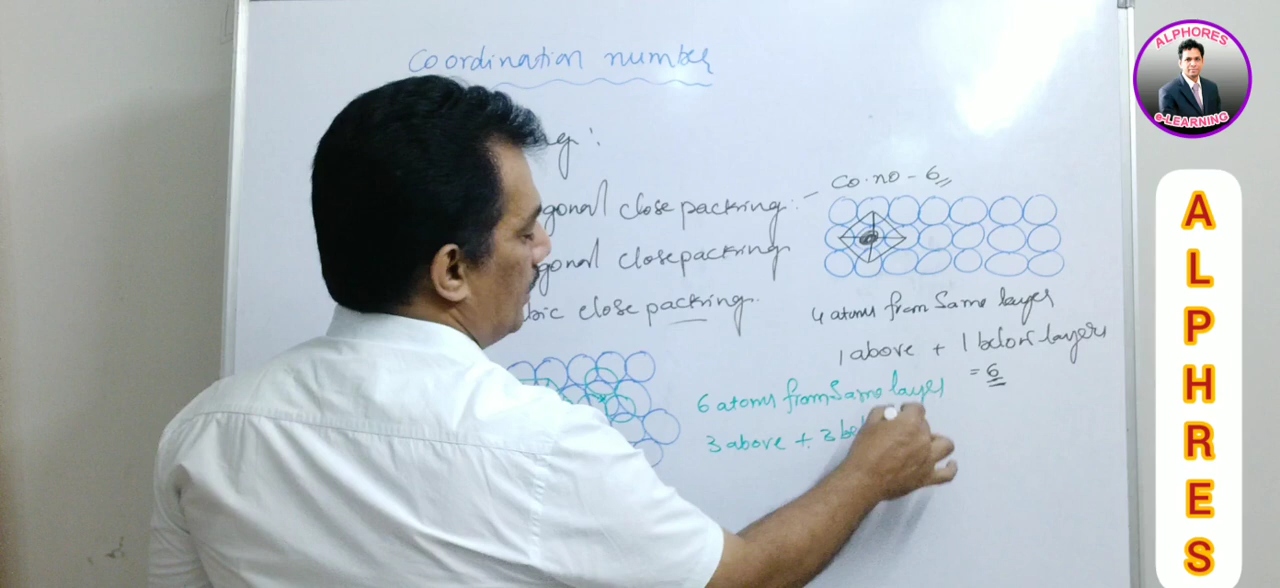 Coordination number
ng :
gonal close packing : - Co. no - 6
gonal closepacking
bic close packing.
4 atoms from Same layer
1 above + 1 below layers
= 6
6 atoms from Same layer
3 above + 3
ALPHORES
e-LEARNING
A
L
P
H
R
E
S